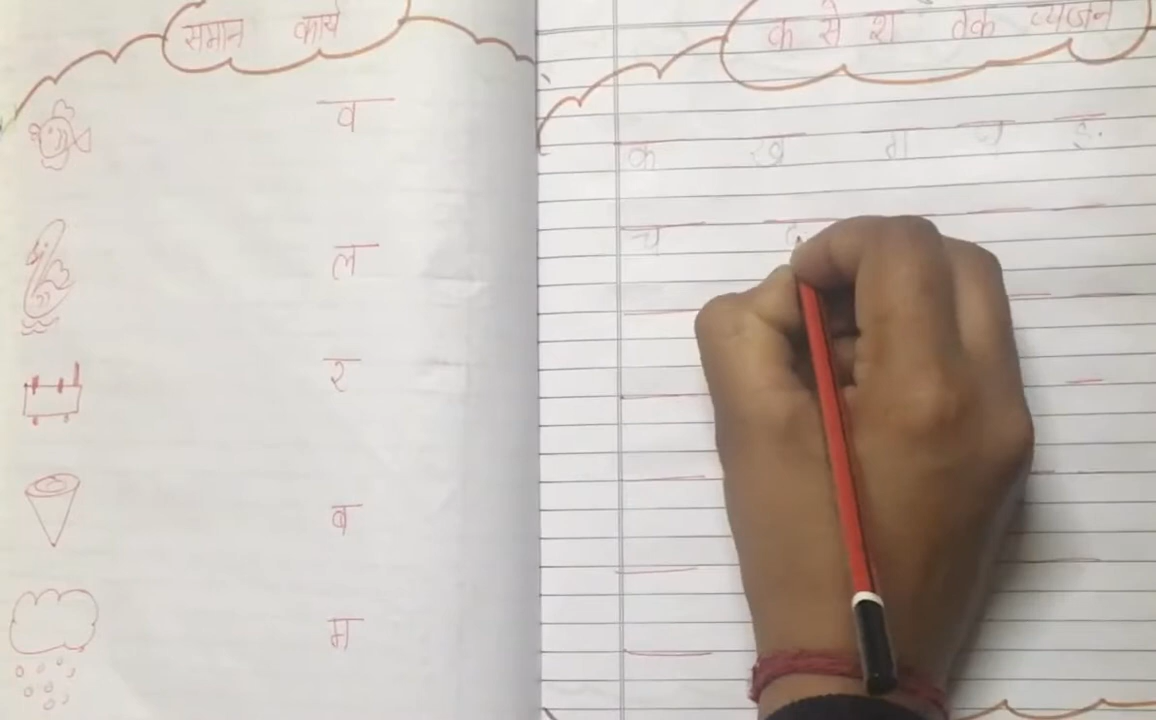 समान कार्य
व
ल
र
ब
म
क से श तक व्यंजन
क ख ग घ ङ
च